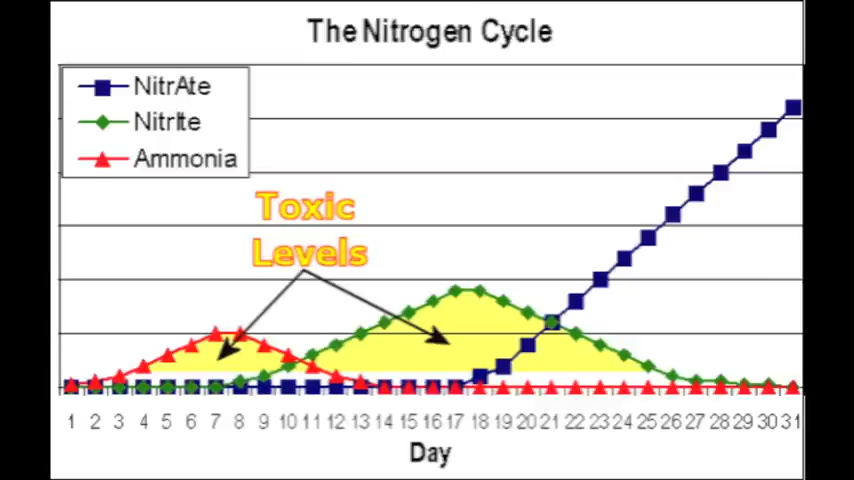 The Nitrogen Cycle
NitrAte
NitrIte
Ammonia
Toxic
Levels
1 2 3 4 5 6 7 8 9 10 11 12 13 14 15 16 17 18 19 20 21 22 23 24 25 26 27 28 29 30 31
Day